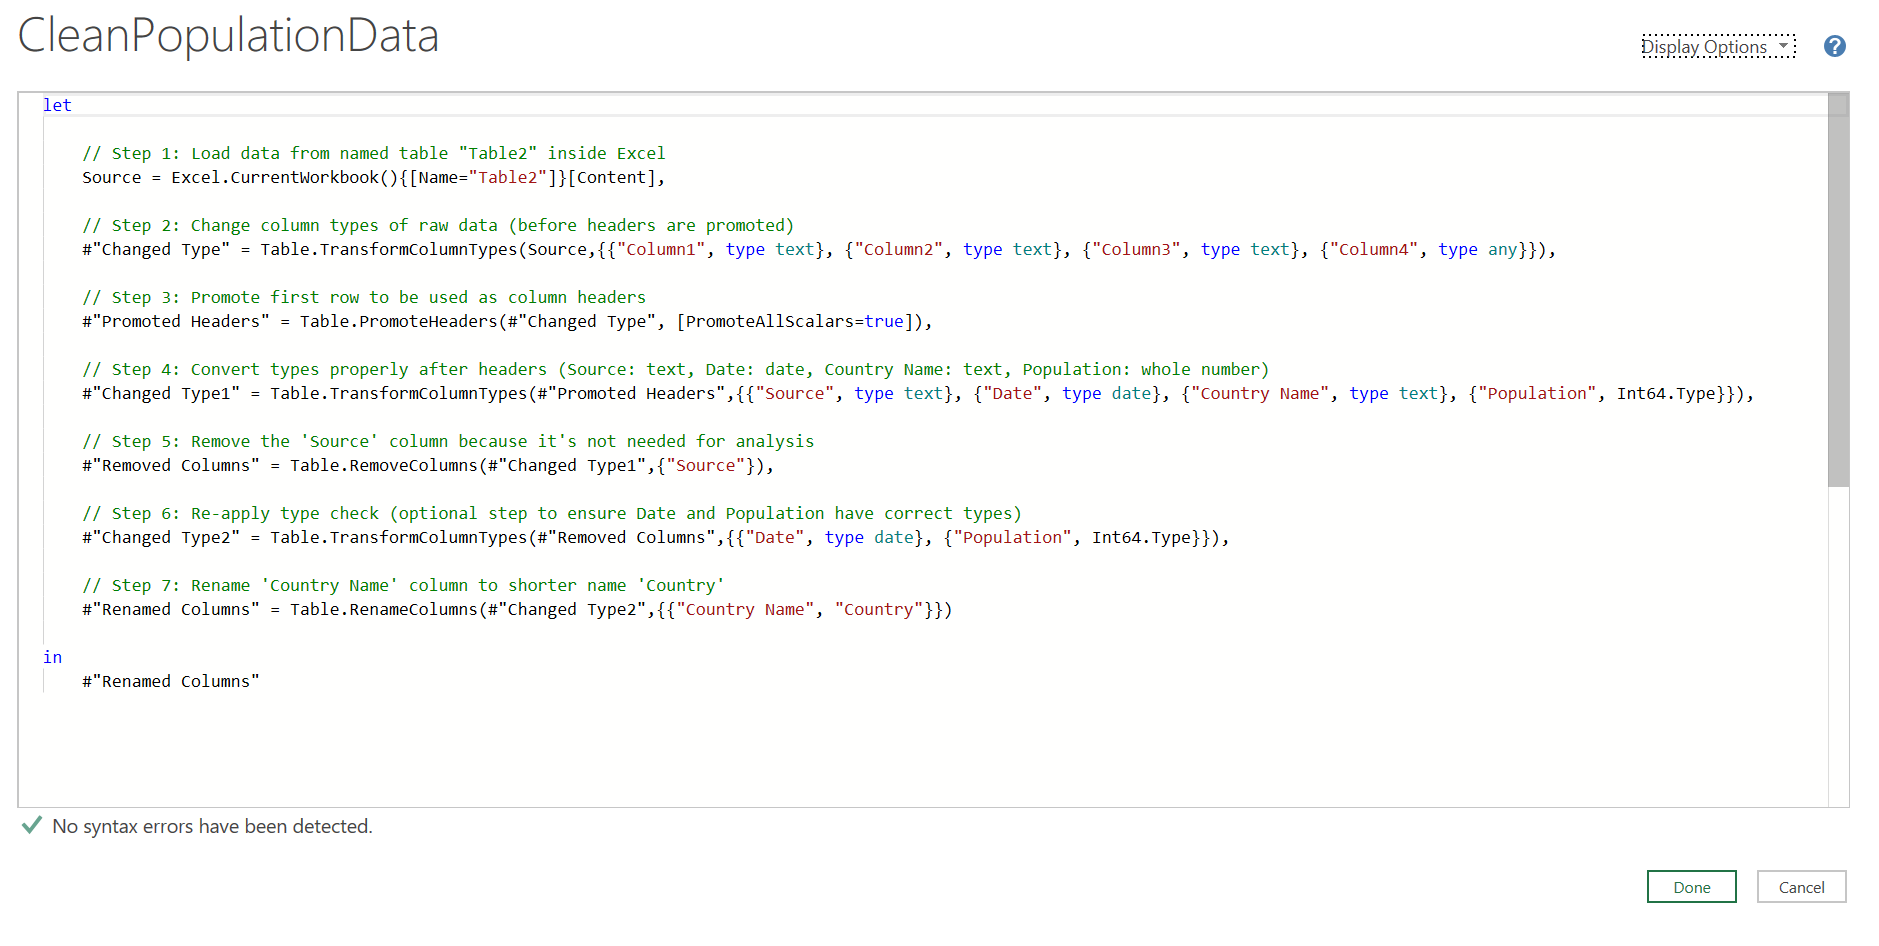 CleanPopulationData
Display Options
?
let
// Step 1: Load data from named table "Table2" inside Excel
Source = Excel.CurrentWorkbook(){[Name="Table2"]}[Content],
// Step 2: Change column types of raw data (before headers are promoted)
#"Changed Type" = Table.TransformColumnTypes(Source,{{"Column1", type text}, {"Column2", type text}, {"Column3", type text}, {"Column4", type any}}),
// Step 3: Promote first row to be used as column headers
#"Promoted Headers" = Table.PromoteHeaders(#"Changed Type", [PromoteAllScalars=true]),
// Step 4: Convert types properly after headers (Source: text, Date: date, Country Name: text, Population: whole number)
#"Changed Type1" = Table.TransformColumnTypes(#"Promoted Headers",{{"Source", type text}, {"Date", type date}, {"Country Name", type text}, {"Population", Int64.Type}}),
// Step 5: Remove the 'Source' column because it's not needed for analysis
#"Removed Columns" = Table.RemoveColumns(#"Changed Type1",{"Source"}),
// Step 6: Re-apply type check (optional step to ensure Date and Population have correct types)
#"Changed Type2" = Table.TransformColumnTypes(#"Removed Columns",{{"Date", type date}, {"Population", Int64.Type}}),
// Step 7: Rename 'Country Name' column to shorter name 'Country'
#"Renamed Columns" = Table.RenameColumns(#"Changed Type2",{{"Country Name", "Country"}})
in
#"Renamed Columns"
No syntax errors have been detected.
Done
Cancel